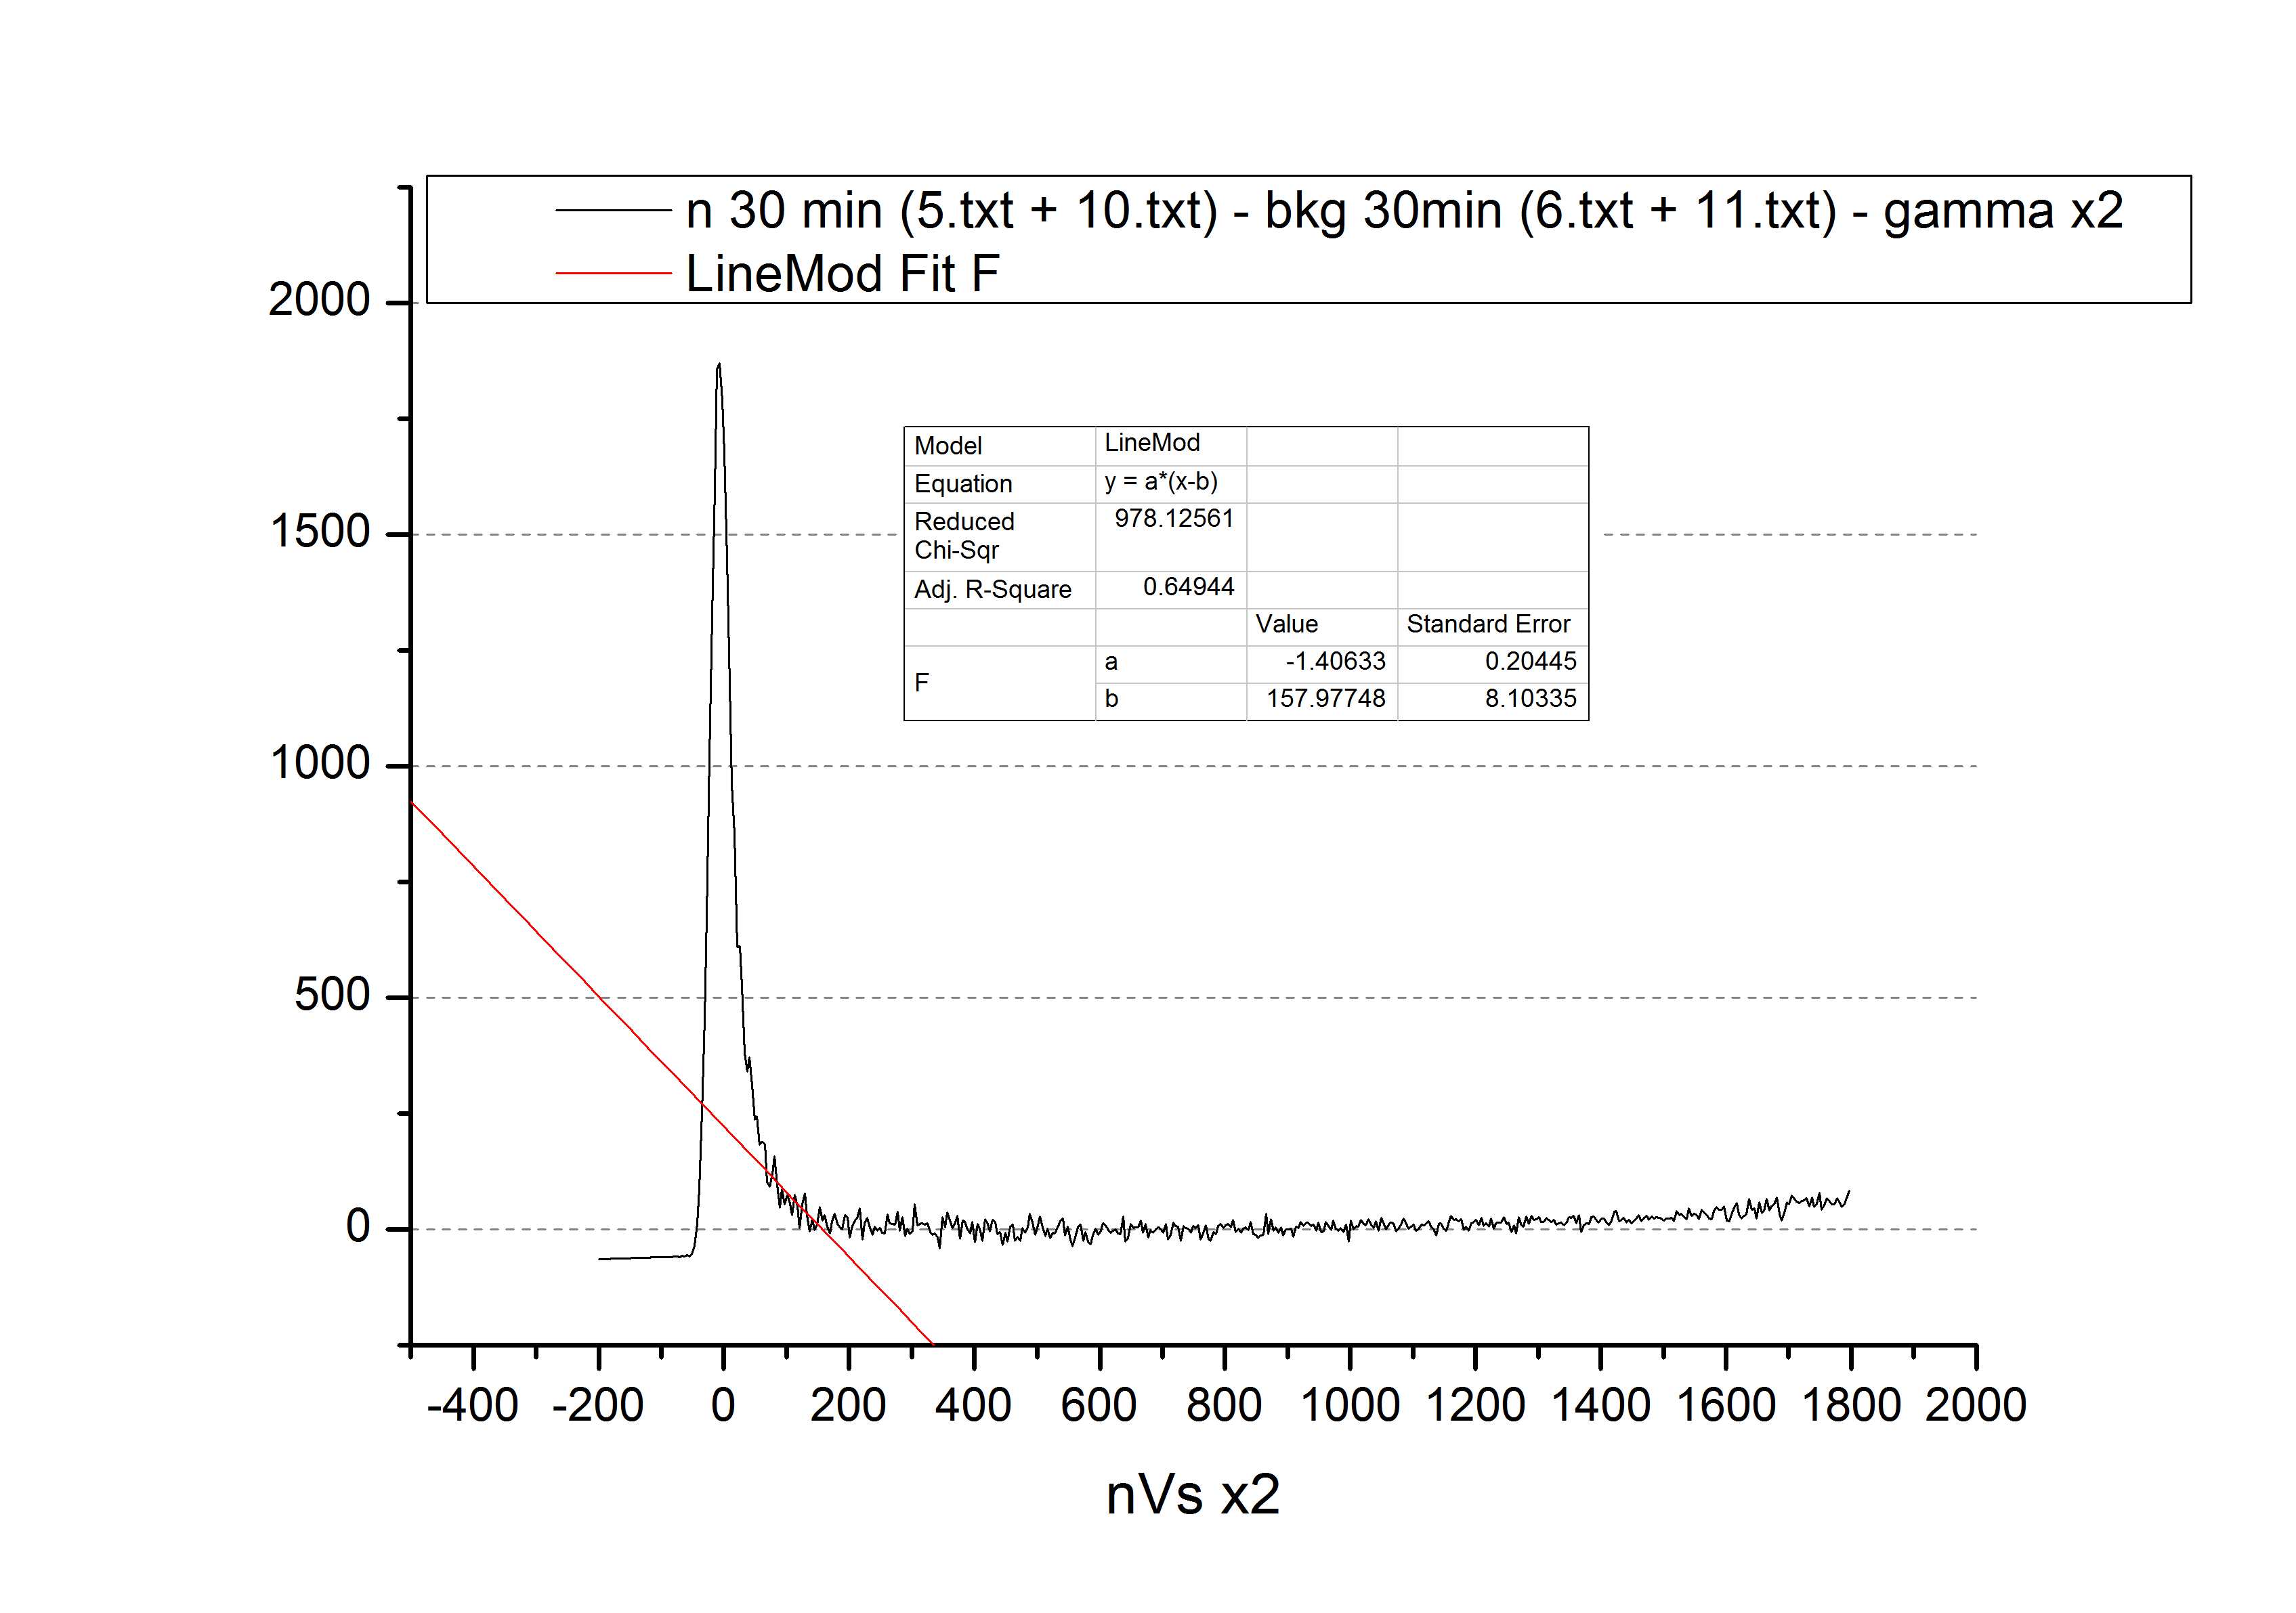 n 30 min (5.txt + 10.txt) - bkg 30min (6.txt + 11.txt) - gamma x2
LineMod Fit F
2000
1500
1000
500
0
Model LineMod
Equation y = a*(x-b)
Reduced 978.12561
Chi-Sqr
Adj. R-Square 0.64944
Value Standard Error
F
a -1.40633 0.20445
b 157.97748 8.10335
-400 -200 0 200 400 600 800 1000 1200 1400 1600 1800 2000
nVs x2